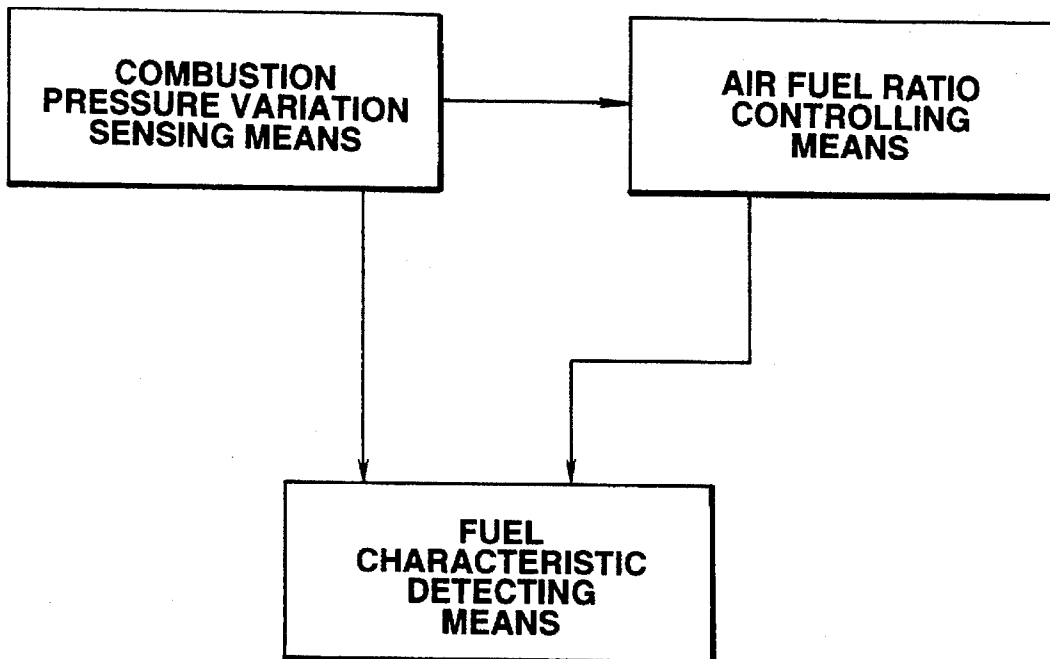 COMBUSTION
PRESSURE VARIATION
SENSING MEANS
AIR FUEL RATIO
CONTROLLING
MEANS
FUEL
CHARACTERISTIC
DETECTING
MEANS